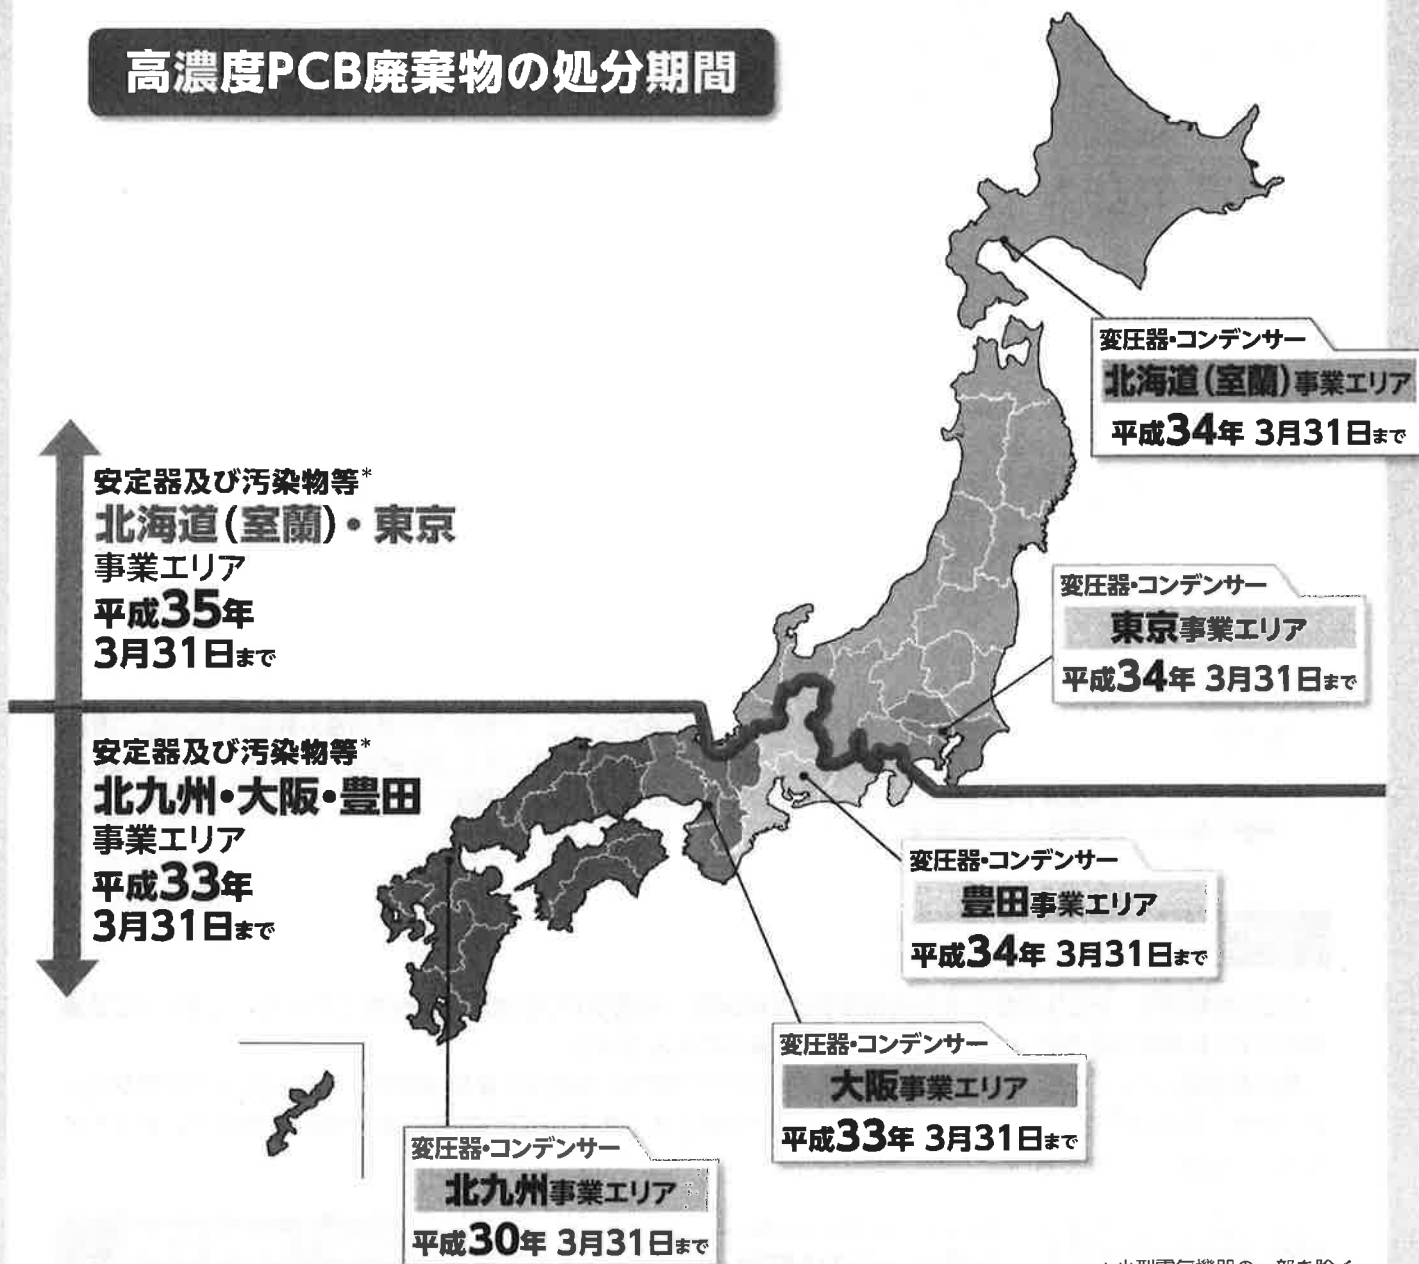 高濃度PCB廃棄物の処分期間
変圧器・コンデンサー
北海道(室蘭)事業エリア
平成34年 3月31日まで
安定器及び汚染物等*
北海道(室蘭)・東京
事業エリア
平成35年
3月31日まで
変圧器・コンデンサー
東京事業エリア
平成34年 3月31日まで
安定器及び汚染物等*
北九州・大阪・豊田
事業エリア
平成33年
3月31日まで
変圧器・コンデンサー
豊田事業エリア
平成34年 3月31日まで
変圧器・コンデンサー
大阪事業エリア
平成33年 3月31日まで
変圧器・コンデンサー
北九州事業エリア
平成30年 3月31日まで